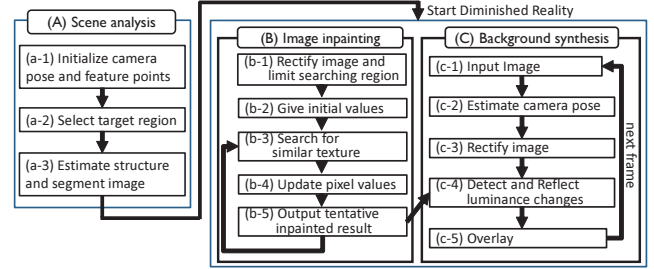 (A) Scene analysis
(a-1) Initialize camera
pose and feature points
(a-2) Select target region
(a-3) Estimate structure
and segment image
Start Diminished Reality
(B) Image inpainting
(b-1) Rectify image and
limit searching region
(b-2) Give initial values
(b-3) Search for
similar texture
(b-4) Update pixel values
(b-5) Output tentative
inpainted result
(C) Background synthesis
(c-1) Input Image
(c-2) Estimate camera pose
(c-3) Rectify image
(c-4) Detect and Reflect
luminance changes
(c-5) Overlay
next frame